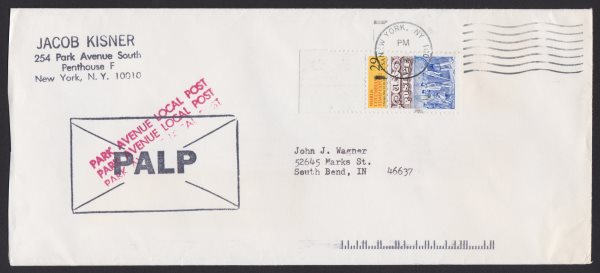 JACOB KISNER
254 Park Avenue South
Penthouse F
New York, N. Y. 10010
NEW YORK, NY
PM
29
PARK AVENUE LOCAL POST
PARK AVENUE LOCAL POST
PALP
John J. Wagner
52645 Marks St.
South Bend, IN 46637